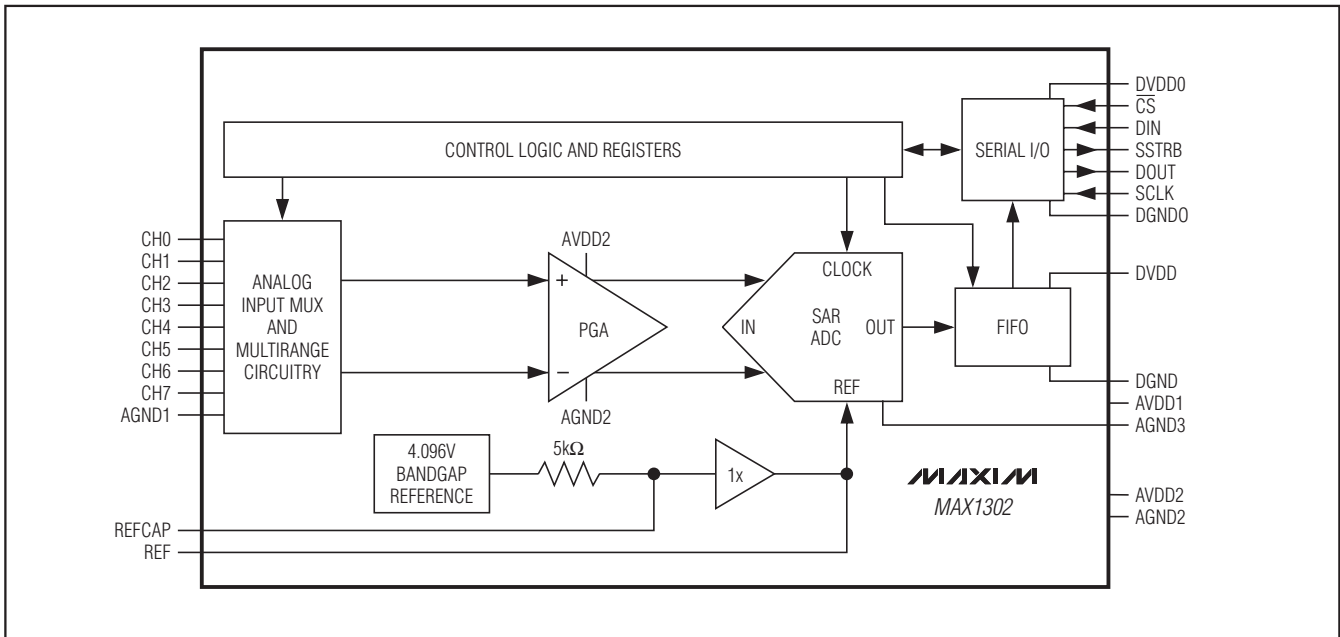 DVDD0
CS
DIN
SSTRB
DOUT
SCLK
DGNDO
SERIAL I/O
CONTROL LOGIC AND REGISTERS
CH0
CH1
CH2
CH3
CH4
CH5
CH6
CH7
AGND1
ANALOG
INPUT MUX
AND
MULTIRANGE
CIRCUITRY
AVDD2
+
PGA
−
AGND2
CLOCK
IN
SAR
ADC
OUT
REF
FIFO
DVDD
DGND
AVDD1
AGND3
4.096V
BANDGAP
REFERENCE
5kΩ
1x
MAXIM
MAX1302
AVDD2
AGND2
REFCAP
REF